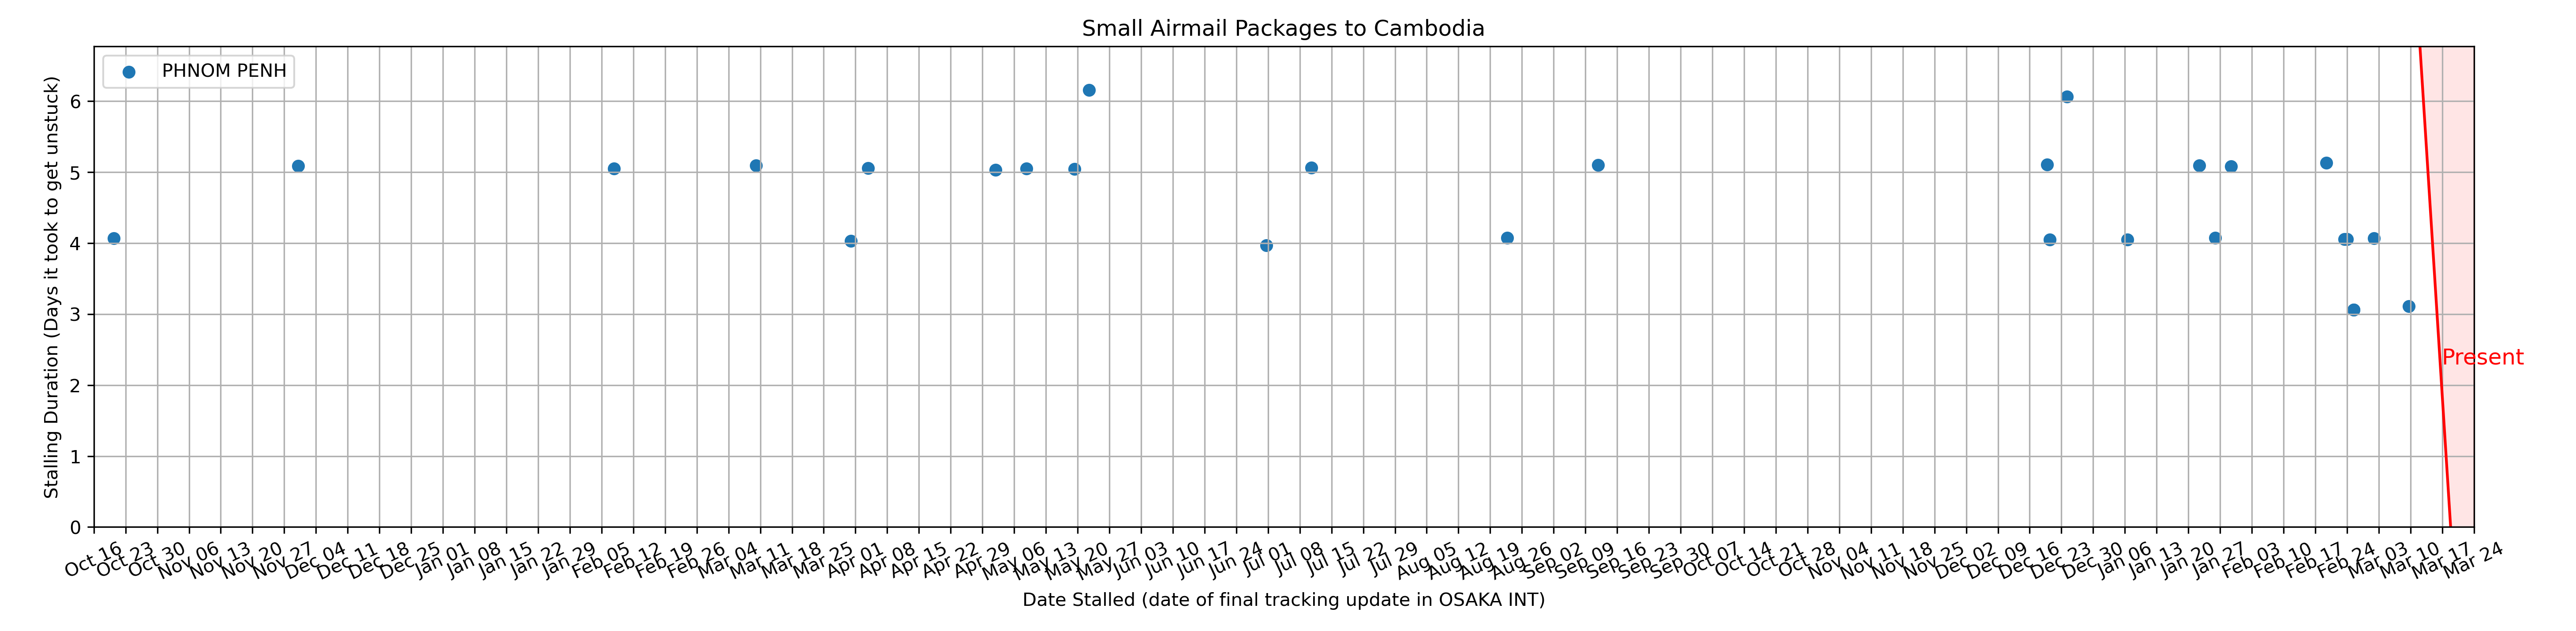 Small Airmail Packages to Cambodia
PHNOM PENH
Stalling Duration (Days it took to get unstuck)
6
5
4
3
2
1
0
Present
Oct 16 Oct 23 Oct 30 Nov 06 Nov 13 Nov 20 Nov 27 Dec 04 Dec 11 Dec 18 Dec 25 Jan 01 Jan 08 Jan 15 Jan 22 Jan 29 Feb 05 Feb 12 Feb 19 Feb 26 Mar 04 Mar 11 Mar 18 Mar 25 Apr 01 Apr 08 Apr 15 Apr 22 Apr 29 May 06 May 13 May 20 May 27 Jun 03 Jun 10 Jun 17 Jun 24 Jul 01 Jul 08 Jul 15 Jul 22 Jul 29 Aug 05 Aug 12 Aug 19 Aug 26 Sep 02 Sep 09 Sep 16 Sep 23 Sep 30 Oct 07 Oct 14 Oct 21 Oct 28 Nov 04 Nov 11 Nov 18 Nov 25 Dec 02 Dec 09 Dec 16 Dec 23 Dec 30 Jan 06 Jan 13 Jan 20 Jan 27 Feb 03 Feb 10 Feb 17 Feb 24 Mar 03 Mar 10 Mar 17 Mar 24
Date Stalled (date of final tracking update in OSAKA INT)